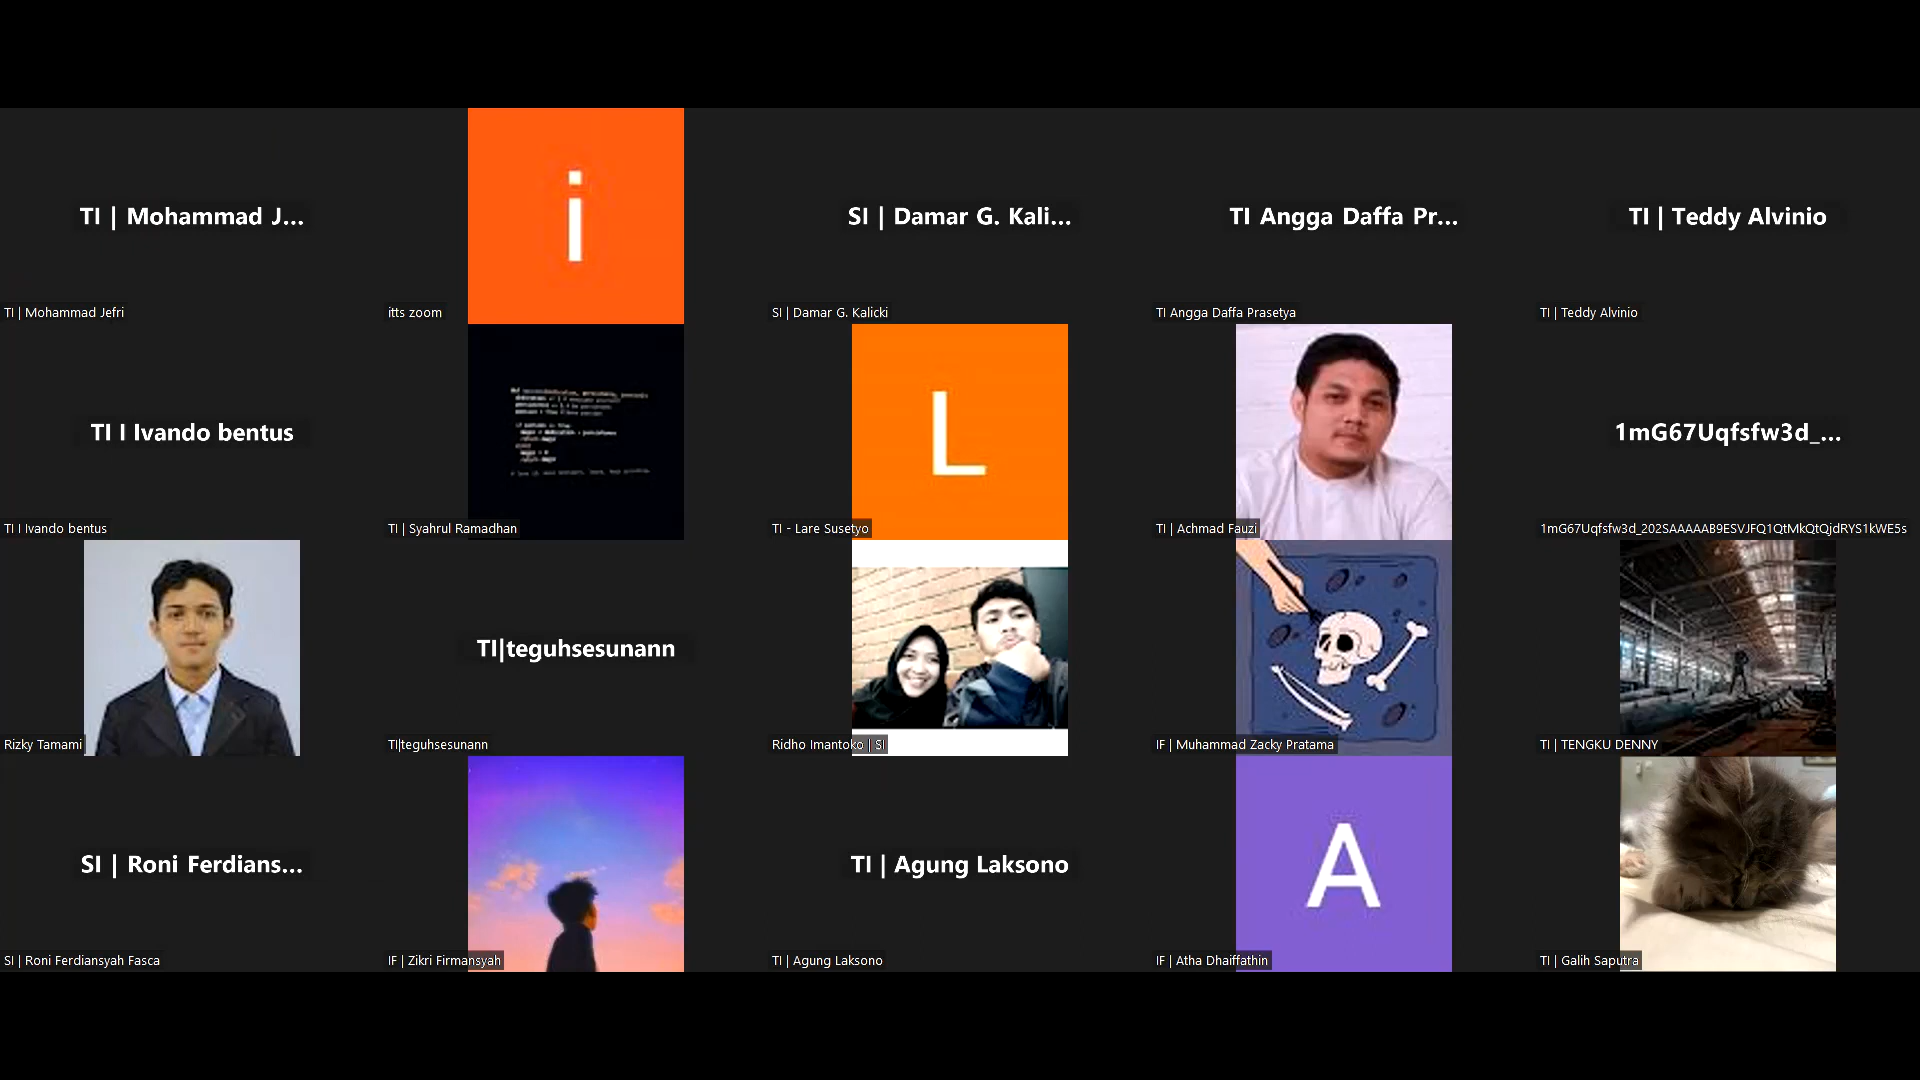 TI | Mohammad J...
i
SI | Damar G. Kali...
TI Angga Daffa Pr...
TI | Teddy Alvinio
TI | Mohammad Jefri
itts zoom
SI | Damar G. Kalicki
TI Angga Daffa Prasetya
TI | Teddy Alvinio
TI I Ivando bentus
L
1mG67Uqfsfw3d_...
TI I Ivando bentus
TI | Syahrul Ramadhan
TI - Lare Susetyo
TI | Achmad Fauzi
1mG67Uqfsfw3d_202SAAAAAB9ESVJFQ1QtMkQtQjdRYS1kWE5s
TI|teguhsesunann
Rizky Tamami
TI|teguhsesunann
Ridho Imantoko | SI
IF | Muhammad Zacky Pratama
TI | TENGKU DENNY
SI | Roni Ferdians...
TI | Agung Laksono
A
SI | Roni Ferdiansyah Fasca
IF | Zikri Firmansyah
TI | Agung Laksono
IF | Atha Dhaiffathin
TI | Galih Saputra